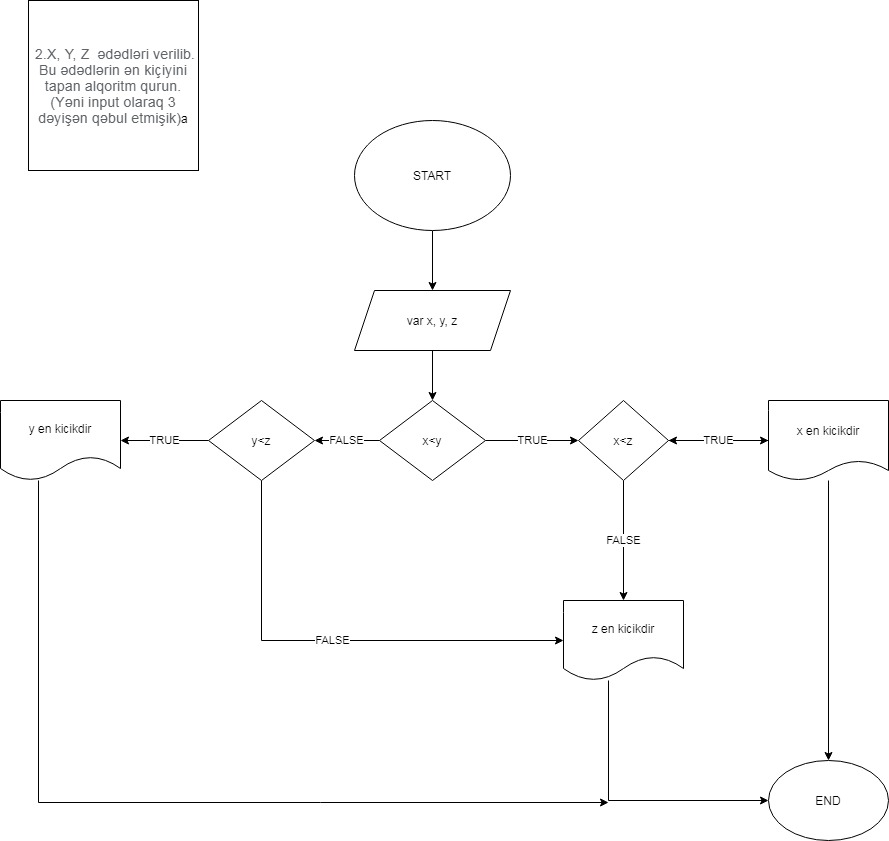 2.X, Y, Z ədədləri verilib.
Bu ədədlərin ən kiçiyini
tapan alqoritm qurun.
(Yəni input olaraq 3
dəyişən qəbul etmişik)a
START
var x, y, z
y en kicikdir
TRUE
y<z
FALSE
x<y
TRUE
x<z
TRUE
x en kicikdir
FALSE
z en kicikdir
FALSE
END